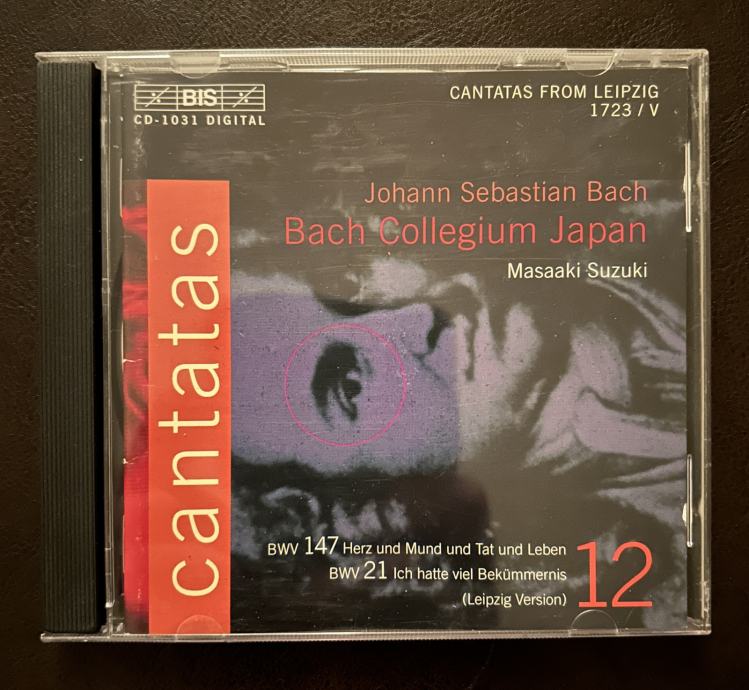 BIS
CD-1031 DIGITAL
CANTATAS FROM LEIPZIG
1723 / V
Johann Sebastian Bach
Bach Collegium Japan
Masaaki Suzuki
cantatas
BWV 147 Herz und Mund und Tat und Leben
BWV 21 Ich hatte viel Bekümmernis
(Leipzig Version)
12